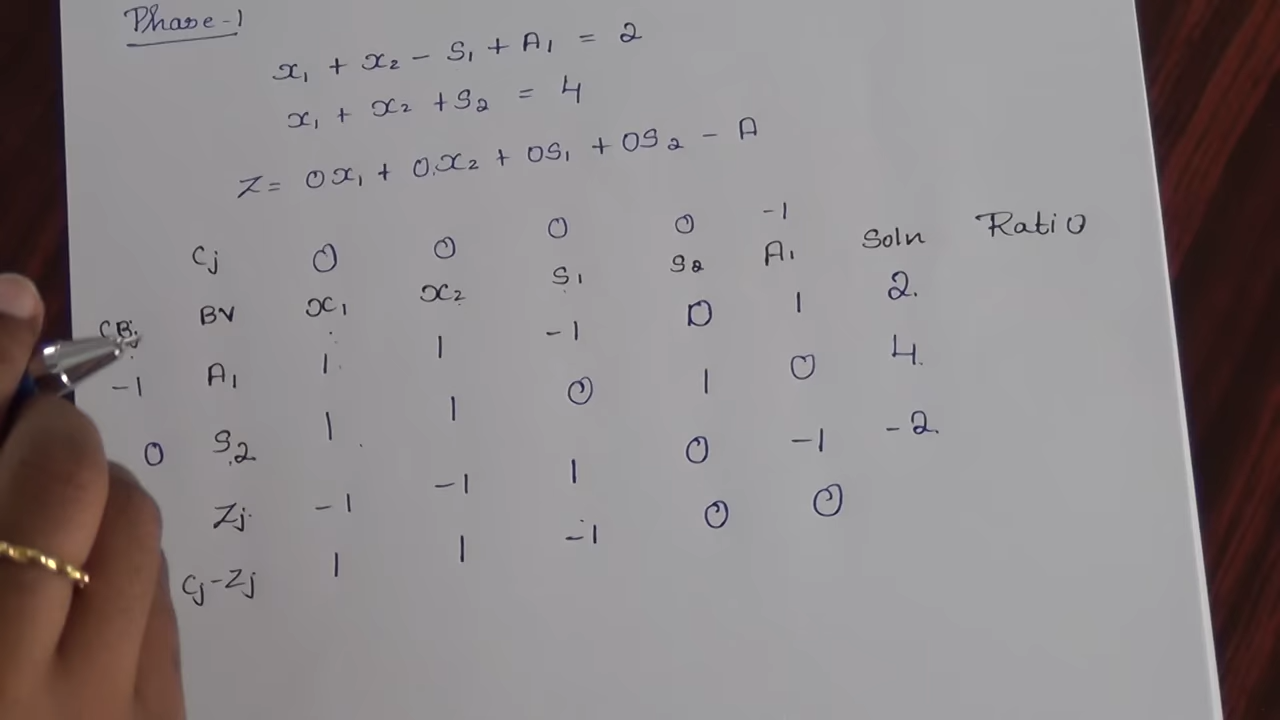 Phase-1
x₁ + x₂ - S₁ + A₁ = 2
x₁ + x₂ + S₂ = 4
Z = 0x₁ + 0.x₂ + 0S₁ + 0S₂ - A
Cj 0 0 0 0 -1
CB. BV x₁ x₂ S₁ S₂ A₁ Soln Ratio
-1 A₁ 1 1 -1 0 1 2.
0 S₂ 1 1 0 1 0 4.
Zj -1 -1 1 0 -1 -2.
Cj-Zj 1 1 -1 0 0